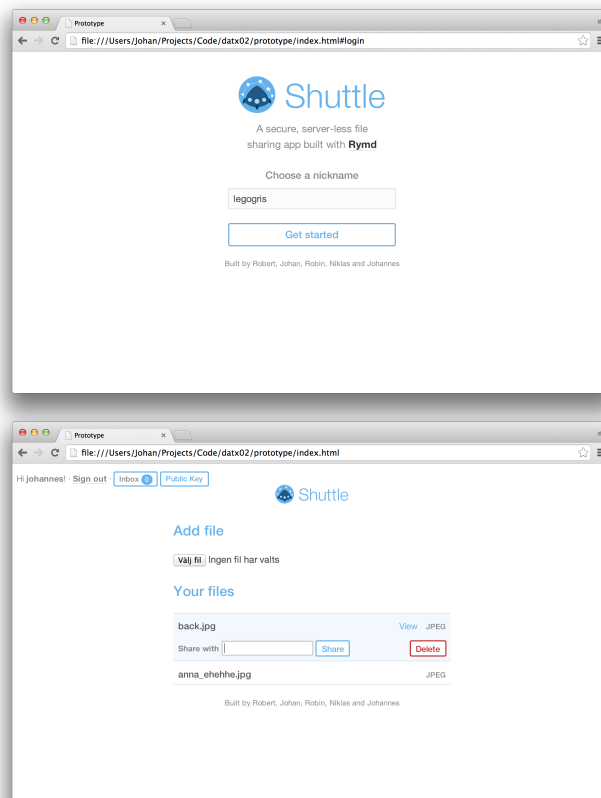 Prototype
file:///Users/Johan/Projects/Code/datx02/prototype/index.html#login
Shuttle
A secure, server-less file
sharing app built with Rymd
Choose a nickname
legogris
Get started
Built by Robert, Johan, Robin, Niklas and Johannes
Prototype
file:///Users/Johan/Projects/Code/datx02/prototype/index.html
Hi johannes! · Sign out · Inbox 0 Public Key
Shuttle
Add file
Välj fil Ingen fil har valts
Your files
back.jpg View JPEG
Share with Share Delete
anna_ehehhe.jpg JPEG
Built by Robert, Johan, Robin, Niklas and Johannes